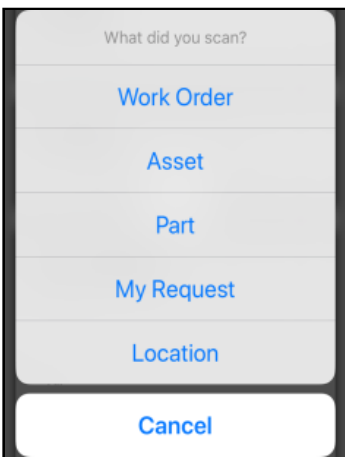 What did you scan?
Work Order
Asset
Part
My Request
Location
Cancel